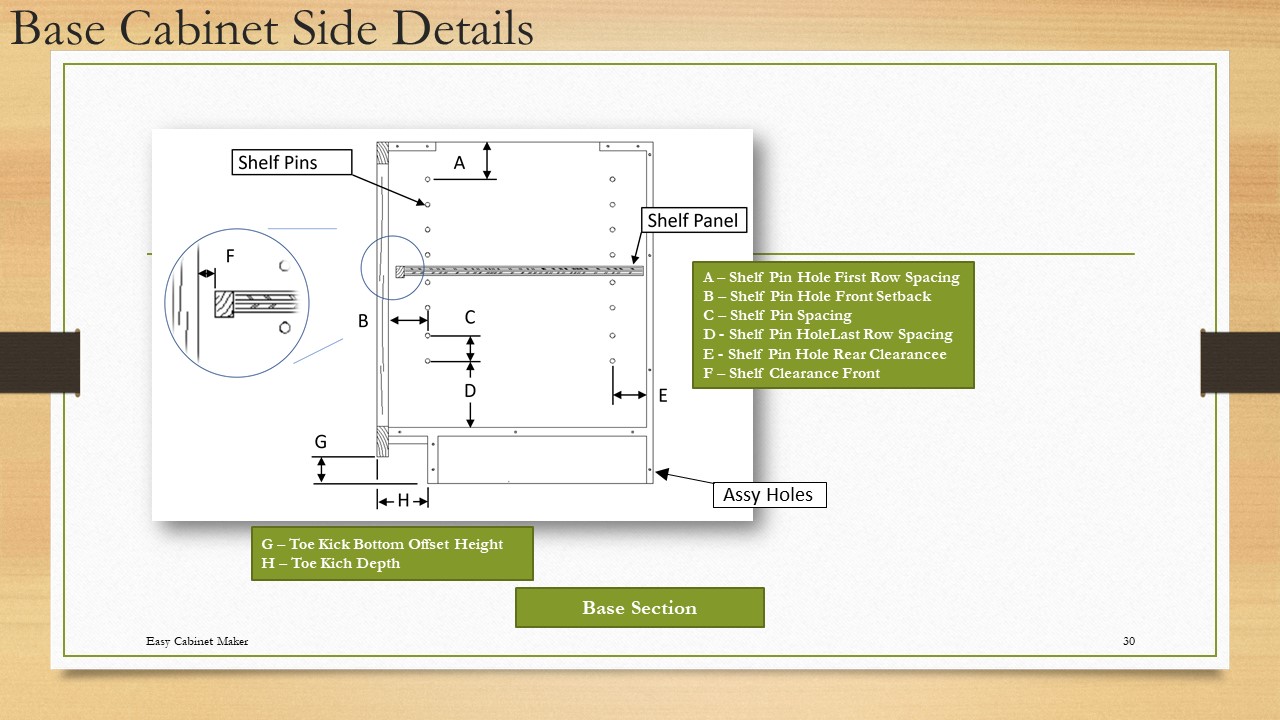 Base Cabinet Side Details
Shelf Pins
A
Shelf Panel
F
B
C
D
E
G
H
Assy Holes
A – Shelf Pin Hole First Row Spacing
B – Shelf Pin Hole Front Setback
C – Shelf Pin Spacing
D - Shelf Pin HoleLast Row Spacing
E - Shelf Pin Hole Rear Clearancee
F – Shelf Clearance Front
G – Toe Kick Bottom Offset Height
H – Toe Kich Depth
Base Section
Easy Cabinet Maker
30